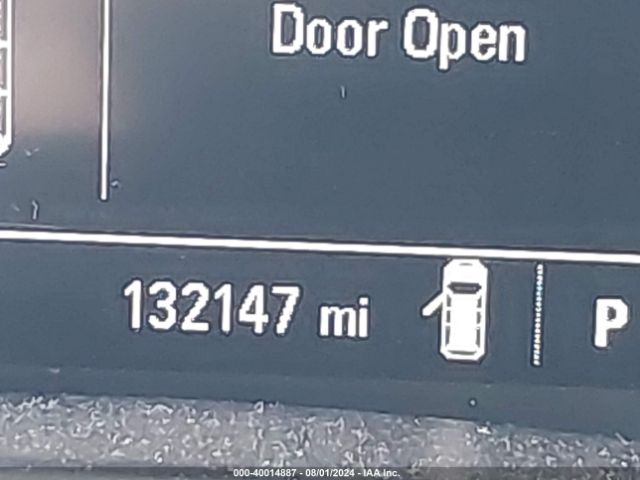 Door Open
132147 mi P
000-40014887 - 08/01/2024 - IAA Inc.